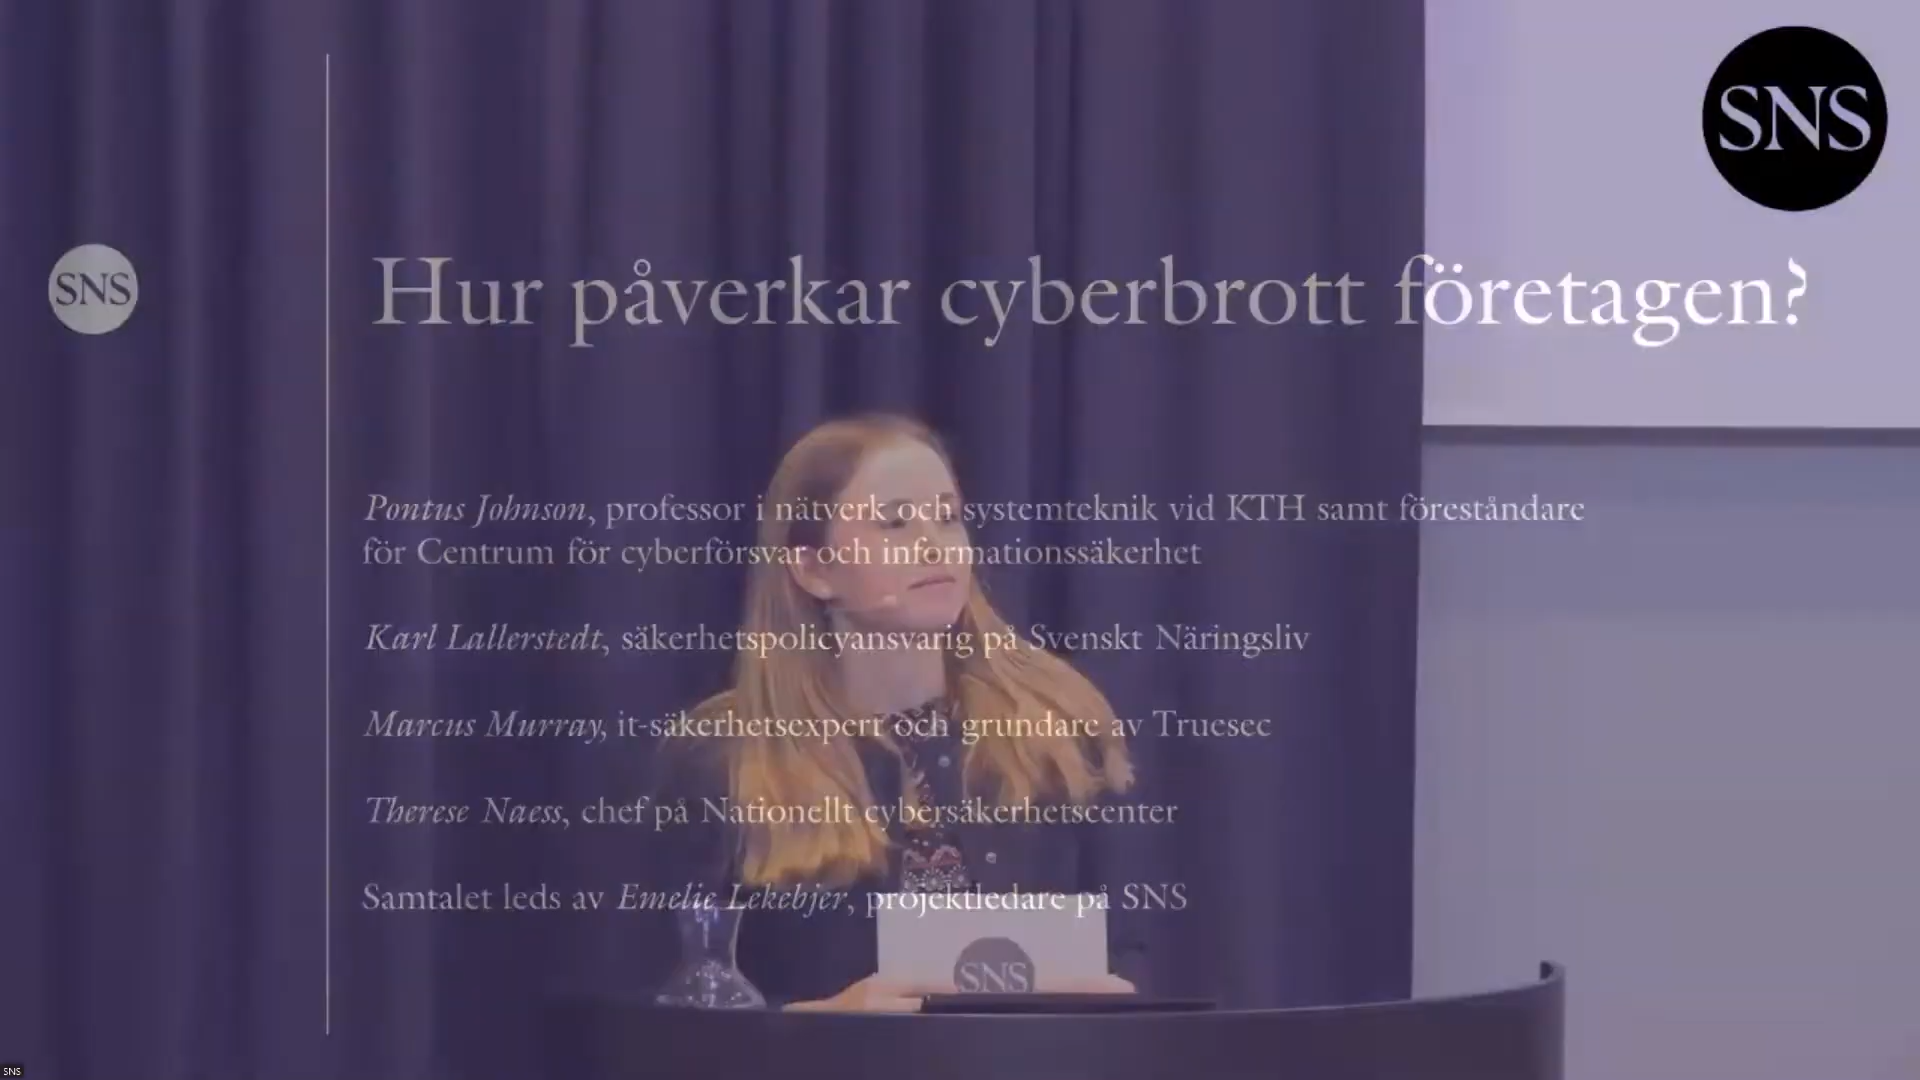 SNS
SNS
Hur påverkar cyberbrott företagen?
Pontus Johnson, professor i nätverk och systemteknik vid KTH samt föreståndare
för Centrum för cyberförsvar och informationssäkerhet
Karl Lallerstedt, säkerhetspolicyansvarig på Svenskt Näringsliv
Marcus Murray, it-säkerhetsexpert och grundare av Truesec
Therese Naess, chef på Nationellt cybersäkerhetscenter
Samtalet leds av Emelie Lekebjer, projektledare på SNS
SNS
SNS